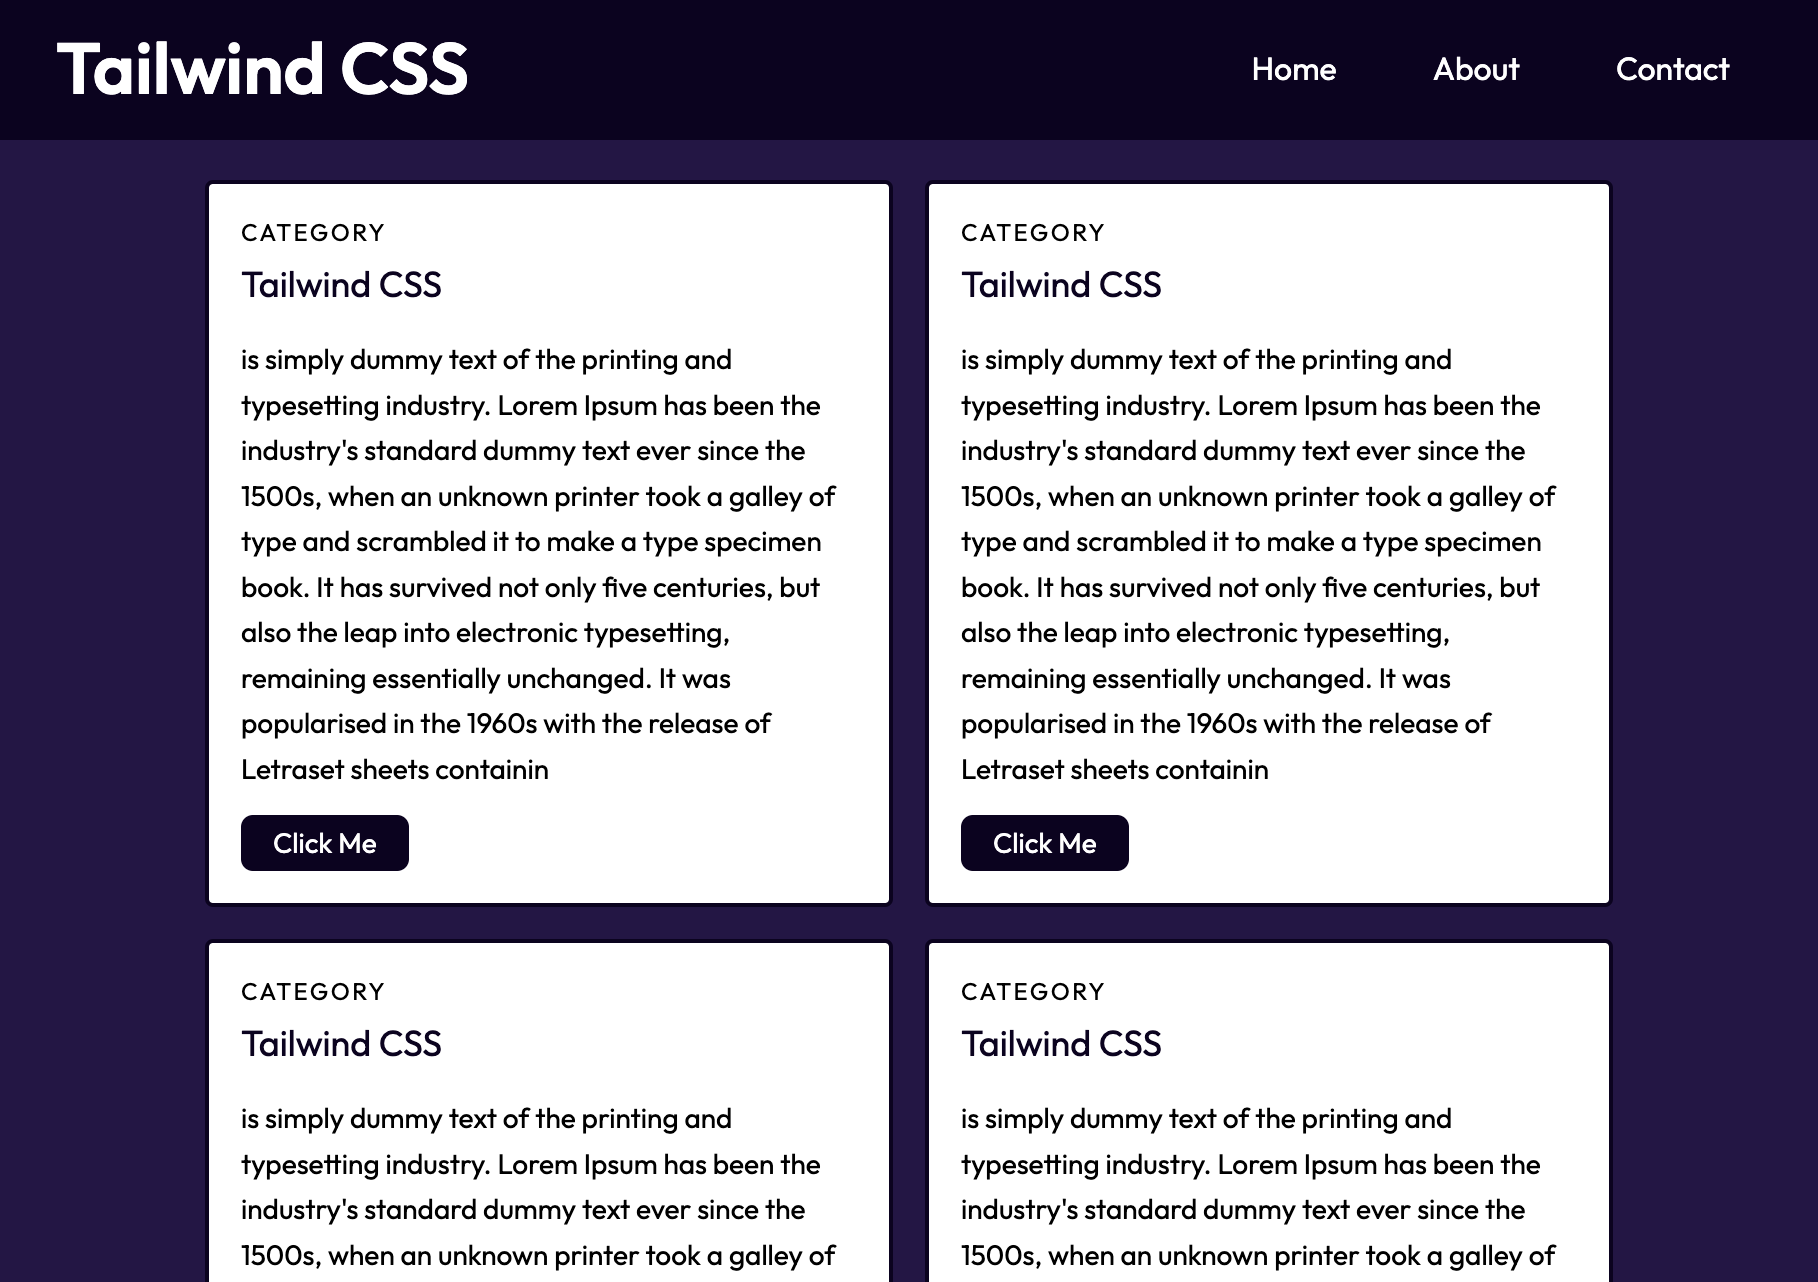 Tailwind CSS
Home About Contact
CATEGORY
Tailwind CSS
is simply dummy text of the printing and
typesetting industry. Lorem Ipsum has been the
industry's standard dummy text ever since the
1500s, when an unknown printer took a galley of
type and scrambled it to make a type specimen
book. It has survived not only five centuries, but
also the leap into electronic typesetting,
remaining essentially unchanged. It was
popularised in the 1960s with the release of
Letraset sheets containin
Click Me
CATEGORY
Tailwind CSS
is simply dummy text of the printing and
typesetting industry. Lorem Ipsum has been the
industry's standard dummy text ever since the
1500s, when an unknown printer took a galley of
type and scrambled it to make a type specimen
book. It has survived not only five centuries, but
also the leap into electronic typesetting,
remaining essentially unchanged. It was
popularised in the 1960s with the release of
Letraset sheets containin
Click Me
CATEGORY
Tailwind CSS
is simply dummy text of the printing and
typesetting industry. Lorem Ipsum has been the
industry's standard dummy text ever since the
1500s, when an unknown printer took a galley of
CATEGORY
Tailwind CSS
is simply dummy text of the printing and
typesetting industry. Lorem Ipsum has been the
industry's standard dummy text ever since the
1500s, when an unknown printer took a galley of